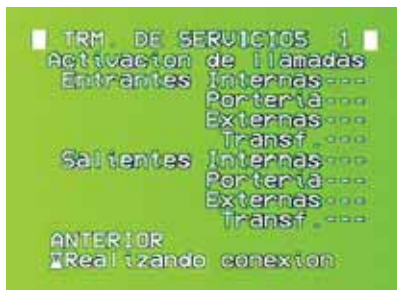 TRM. DE SERVICIOS 1
Activacion de llamadas
Entrantes Internas---
Porteria---
Externas---
Transf.---
Salientes Internas---
Porteria---
Externas---
Transf.---
ANTERIOR
⌛Realizando conexion